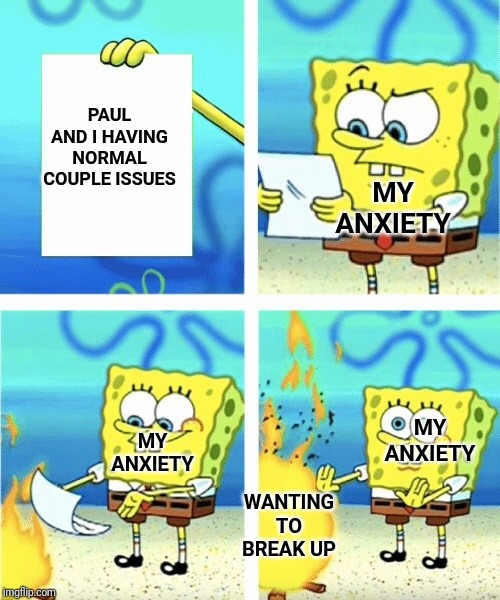 PAUL
AND I HAVING
NORMAL
COUPLE ISSUES
MY
ANXIETY
MY
ANXIETY
MY
ANXIETY
WANTING
TO
BREAK UP
imgflip.com